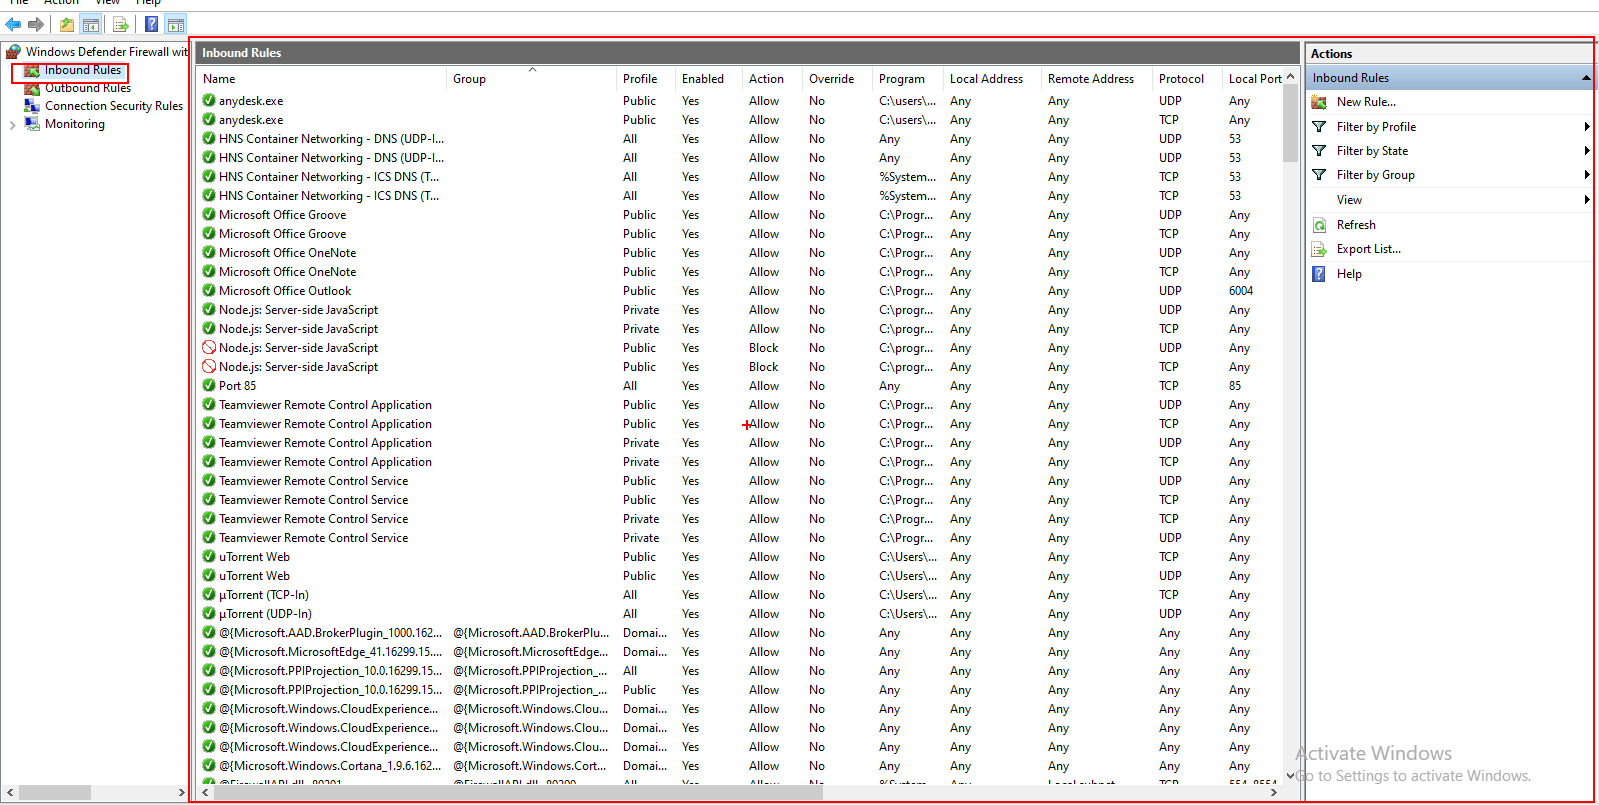 File Action View Help
Windows Defender Firewall wit
Inbound Rules
Outbound Rules
Connection Security Rules
Monitoring
Inbound Rules
Name Group Profile Enabled Action Override Program Local Address Remote Address Protocol Local Port
anydesk.exe Public Yes Allow No C:\users\... Any Any UDP Any
anydesk.exe Public Yes Allow No C:\users\... Any Any TCP Any
HNS Container Networking - DNS (UDP-I... All Yes Allow No Any Any Any UDP 53
HNS Container Networking - DNS (UDP-I... All Yes Allow No Any Any Any UDP 53
HNS Container Networking - ICS DNS (T... All Yes Allow No %System... Any Any TCP 53
HNS Container Networking - ICS DNS (T... All Yes Allow No %System... Any Any TCP 53
Microsoft Office Groove Public Yes Allow No C:\Progr... Any Any UDP Any
Microsoft Office Groove Public Yes Allow No C:\Progr... Any Any TCP Any
Microsoft Office OneNote Public Yes Allow No C:\Progr... Any Any UDP Any
Microsoft Office OneNote Public Yes Allow No C:\Progr... Any Any TCP Any
Microsoft Office Outlook Public Yes Allow No C:\Progr... Any Any UDP 6004
Node.js: Server-side JavaScript Private Yes Allow No C:\progr... Any Any UDP Any
Node.js: Server-side JavaScript Private Yes Allow No C:\progr... Any Any TCP Any
Node.js: Server-side JavaScript Public Yes Block No C:\progr... Any Any UDP Any
Node.js: Server-side JavaScript Public Yes Block No C:\progr... Any Any TCP Any
Port 85 All Yes Allow No Any Any Any TCP 85
Teamviewer Remote Control Application Public Yes Allow No C:\Progr... Any Any UDP Any
Teamviewer Remote Control Application Public Yes Allow No C:\Progr... Any Any TCP Any
Teamviewer Remote Control Application Private Yes Allow No C:\Progr... Any Any UDP Any
Teamviewer Remote Control Application Private Yes Allow No C:\Progr... Any Any TCP Any
Teamviewer Remote Control Service Public Yes Allow No C:\Progr... Any Any UDP Any
Teamviewer Remote Control Service Public Yes Allow No C:\Progr... Any Any TCP Any
Teamviewer Remote Control Service Private Yes Allow No C:\Progr... Any Any TCP Any
Teamviewer Remote Control Service Private Yes Allow No C:\Progr... Any Any UDP Any
uTorrent Web Public Yes Allow No C:\Users\... Any Any TCP Any
uTorrent Web Public Yes Allow No C:\Users\... Any Any UDP Any
µTorrent (TCP-In) All Yes Allow No C:\Users\... Any Any TCP Any
µTorrent (UDP-In) All Yes Allow No C:\Users\... Any Any UDP Any
@{Microsoft.AAD.BrokerPlugin_1000.162... @{Microsoft.AAD.BrokerPlu... Domai... Yes Allow No Any Any Any Any Any
@{Microsoft.MicrosoftEdge_41.16299.15.... @{Microsoft.MicrosoftEdge... Domai... Yes Allow No Any Any Any Any Any
@{Microsoft.PPIProjection_10.0.16299.15... @{Microsoft.PPIProjection_... All Yes Allow No Any Any Any Any Any
@{Microsoft.PPIProjection_10.0.16299.15... @{Microsoft.PPIProjection_... Public Yes Allow No Any Any Any Any Any
@{Microsoft.Windows.CloudExperience... @{Microsoft.Windows.Clou... Domai... Yes Allow No Any Any Any Any Any
@{Microsoft.Windows.CloudExperience... @{Microsoft.Windows.Clou... Domai... Yes Allow No Any Any Any Any Any
@{Microsoft.Windows.CloudExperience... @{Microsoft.Windows.Clou... Domai... Yes Allow No Any Any Any Any Any
@{Microsoft.Windows.Cortana_1.9.6.162... @{Microsoft.Windows.Cort... Domai... Yes Allow No Any Any Any Any Any
@FirewallAPI.dll,-80201 @FirewallAPI.dll,-80200 All Yes Allow No %System... Any Local subnet TCP 554, 8554
Actions
Inbound Rules
New Rule...
Filter by Profile
Filter by State
Filter by Group
View
Refresh
Export List...
Help
Activate Windows
Go to Settings to activate Windows.